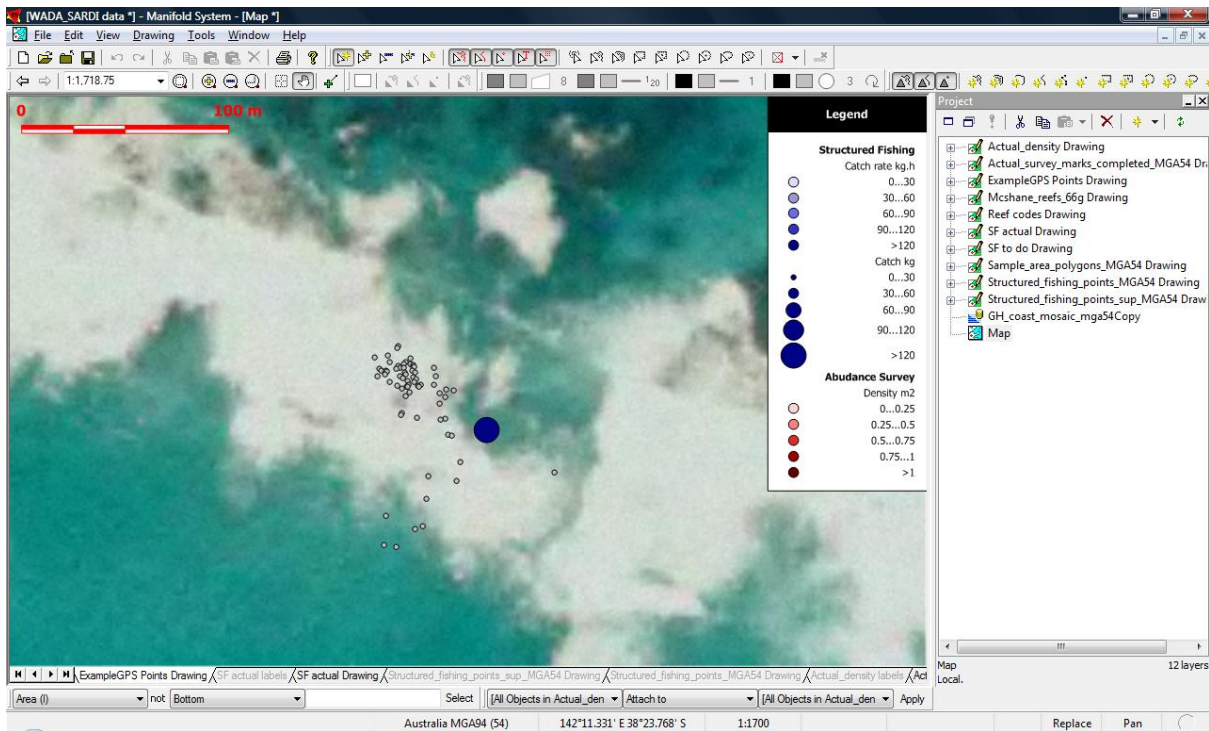 [WADA_SARDI data *] - Manifold System - [Map *]
File Edit View Drawing Tools Window Help
1:1,718.75 8 120 1 3
0 100 m
Legend
Structured Fishing
Catch rate kg.h
0...30
30...60
60...90
90...120
>120
Catch kg
0...30
30...60
60...90
90...120
>120
Abudance Survey
Density m2
0...0.25
0.25...0.5
0.5...0.75
0.75...1
>1
Project
Actual_density Drawing
Actual_survey_marks_completed_MGA54 Dra
ExampleGPS Points Drawing
Mcshane_reefs_66g Drawing
Reef codes Drawing
SF actual Drawing
SF to do Drawing
Sample_area_polygons_MGA54 Drawing
Structured_fishing_points_MGA54 Drawing
Structured_fishing_points_sup_MGA54 Draw
GH_coast_mosaic_mga54Copy
Map
Map 12 layers
Local.
ExampleGPS Points Drawing SF actual labels SF actual Drawing Structured_fishing_points_sup_MGA54 Drawing Structured_fishing_points_MGA54 Drawing Actual_density labels Act
Area (I) not Bottom Select [All Objects in Actual_den Attach to [All Objects in Actual_den Apply
Australia MGA94 (54) 142°11.331' E 38°23.768' S 1:1700 Replace Pan